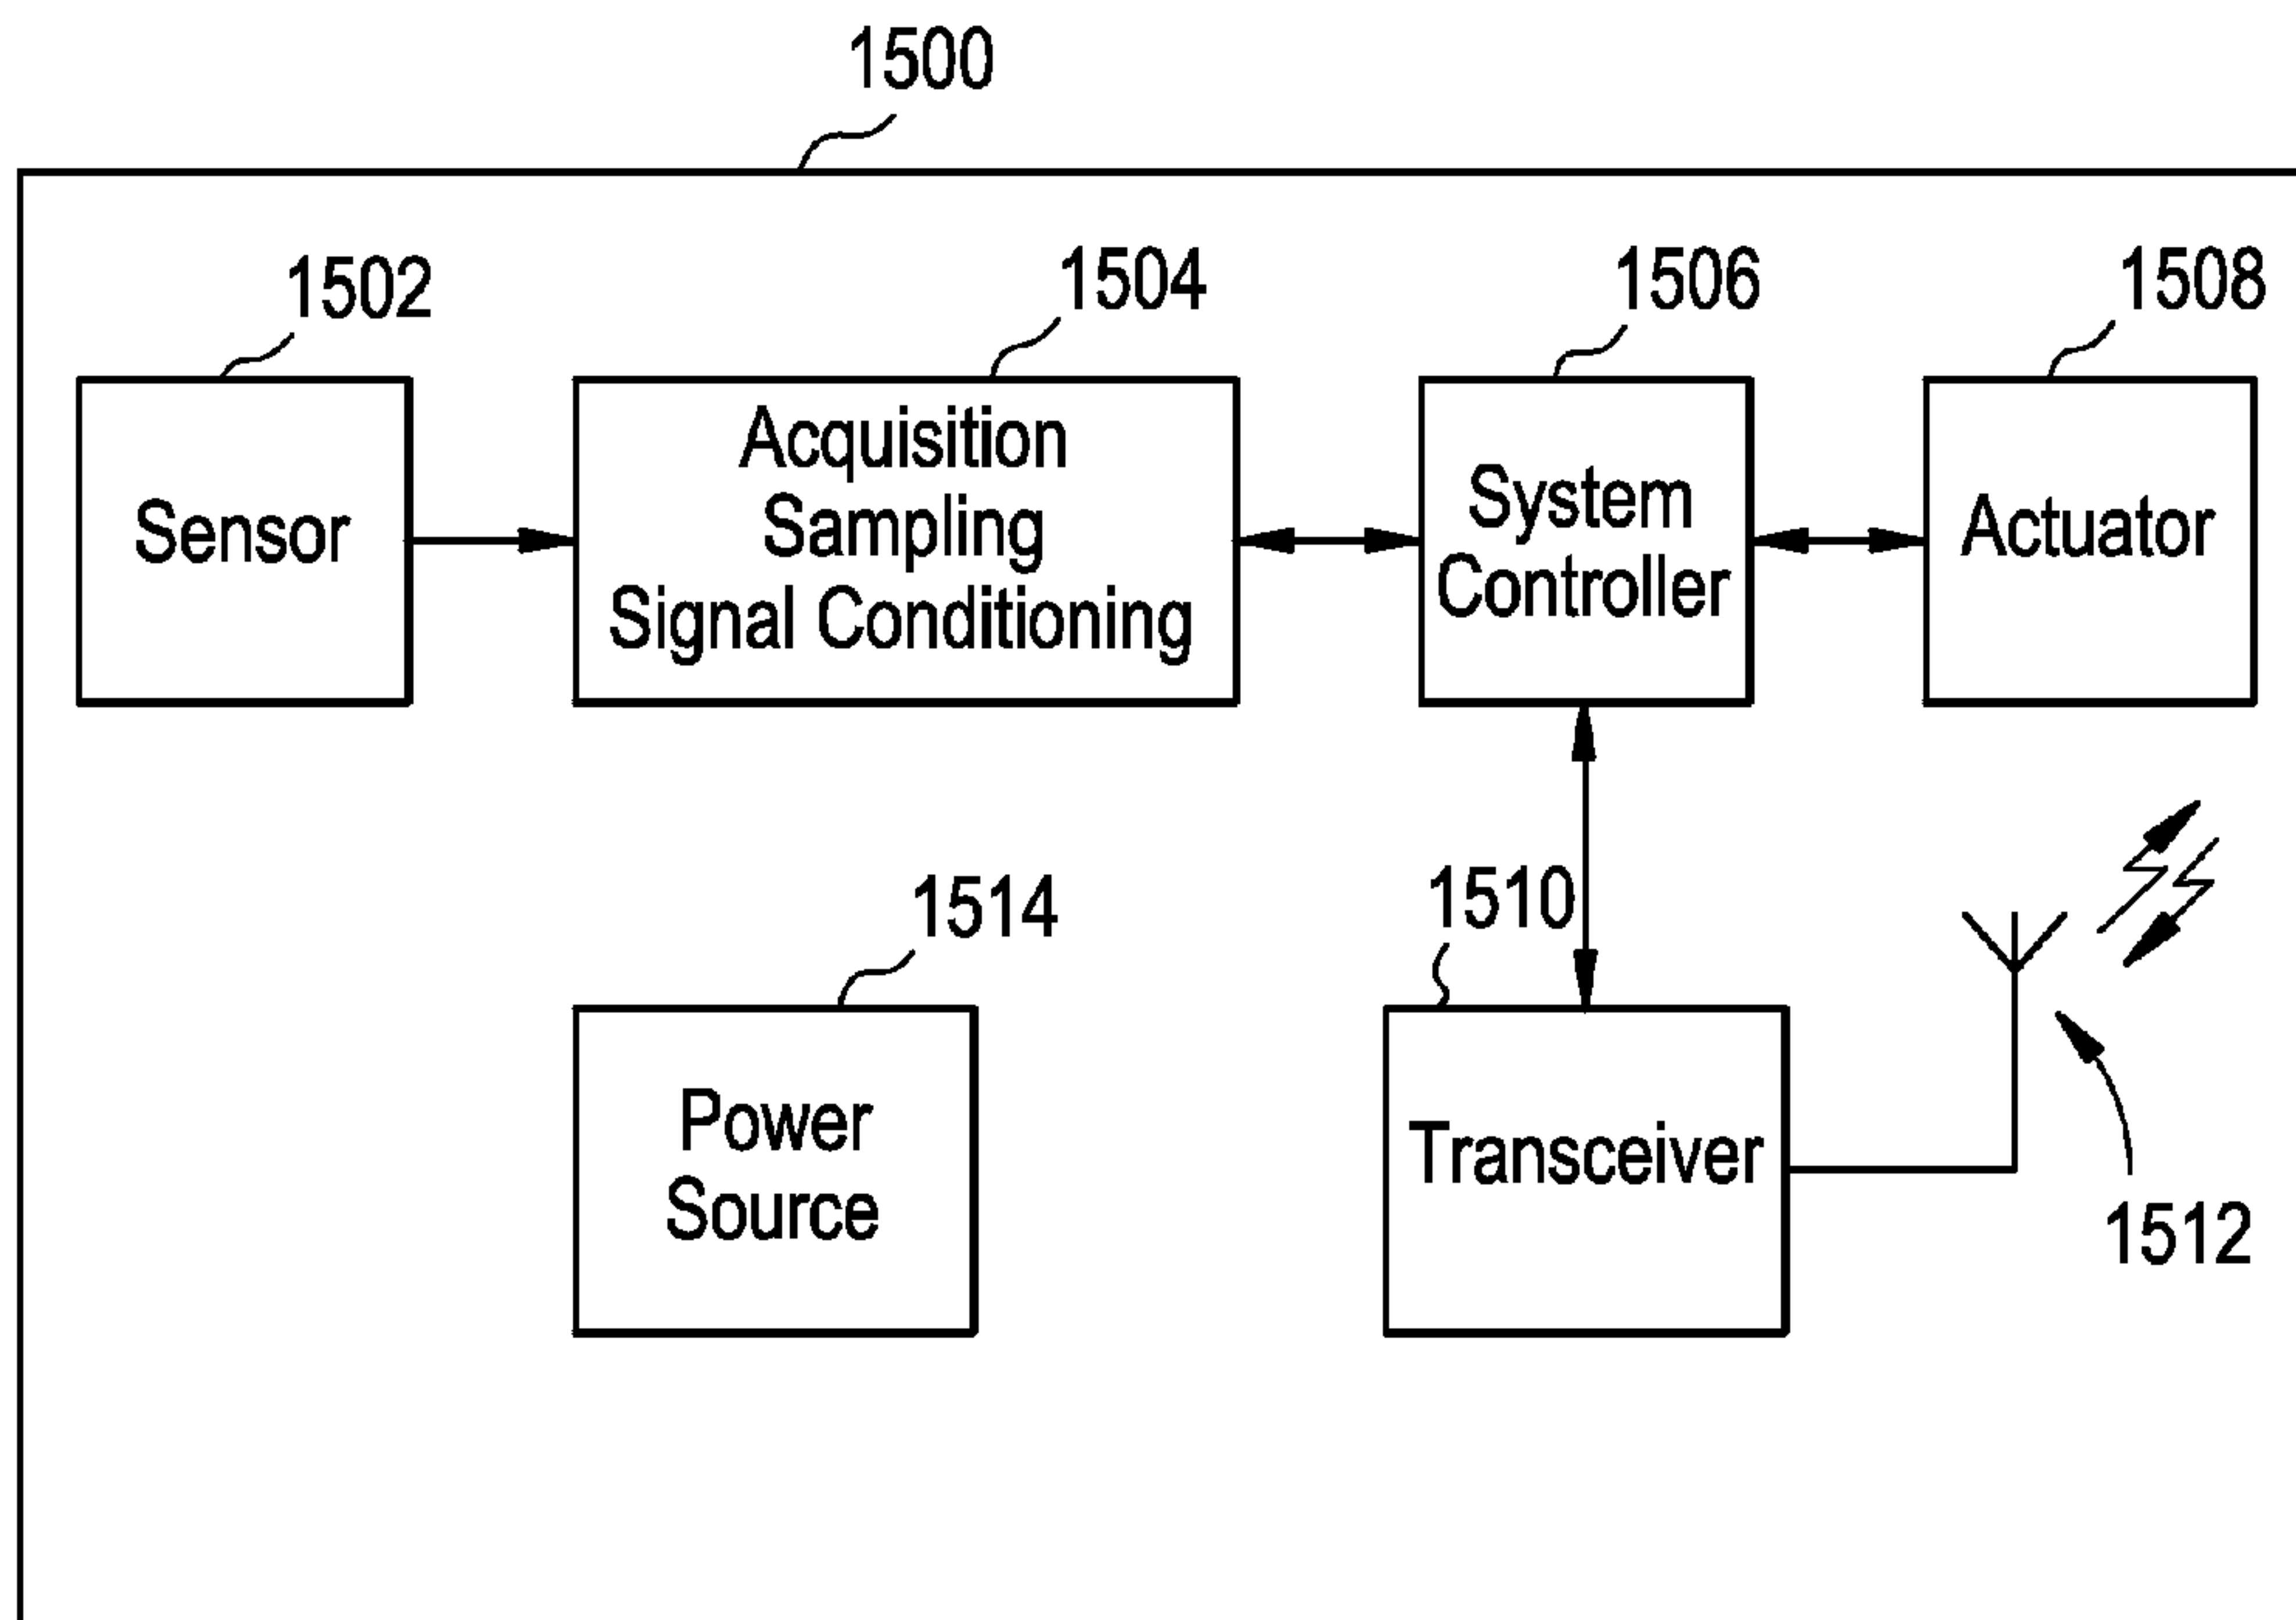 1500
1502
1504
1506
1508
Sensor
Acquisition
Sampling
Signal Conditioning
System
Controller
Actuator
1514
1510
Power
Source
Transceiver
1512